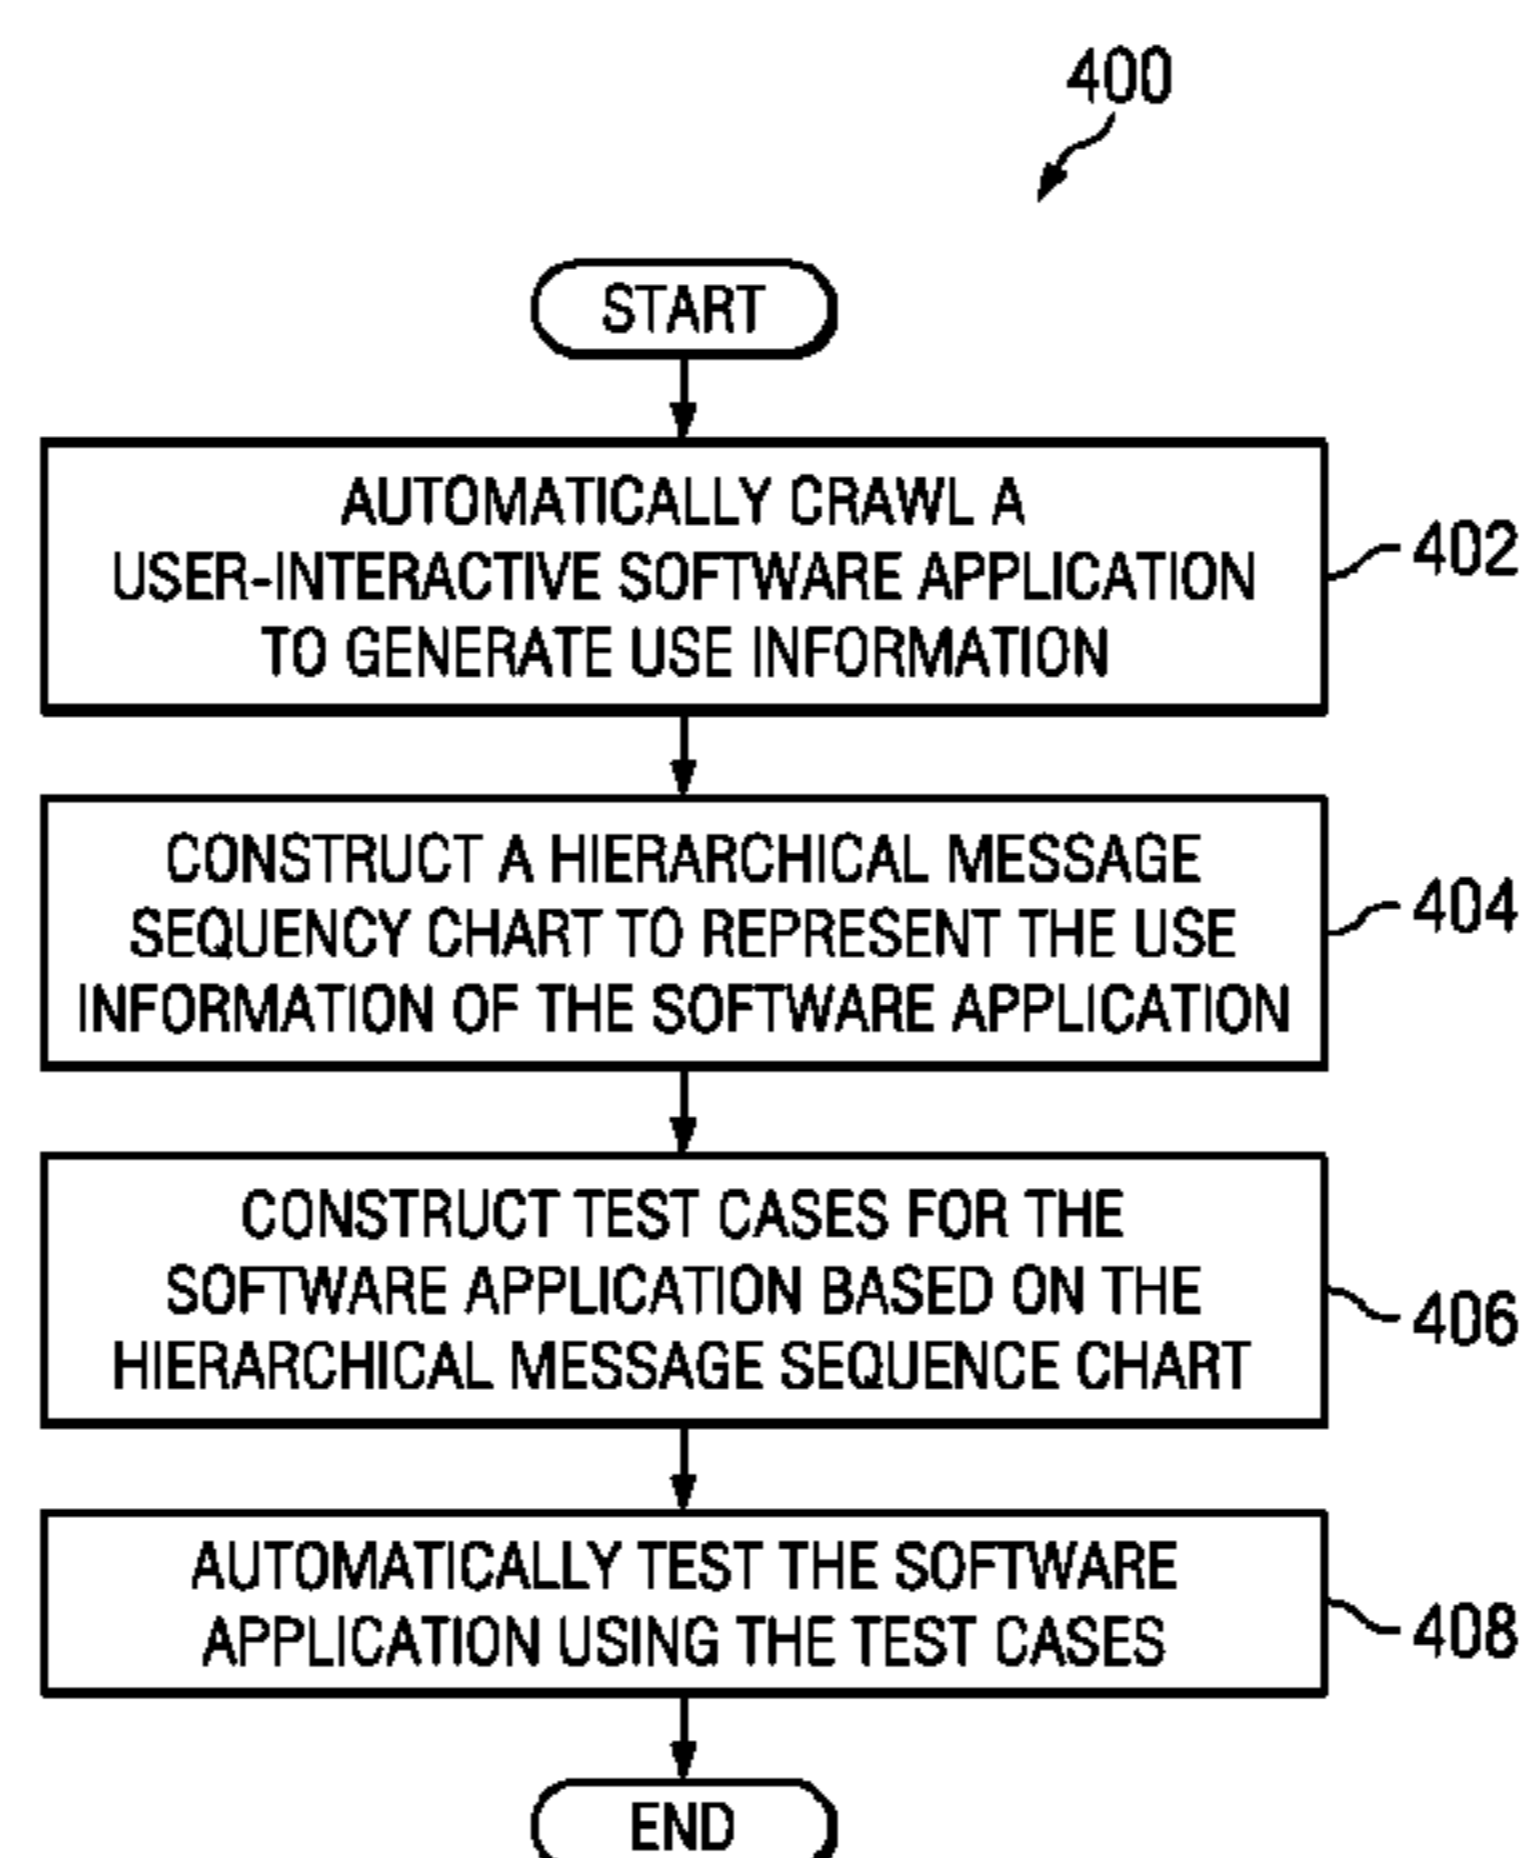 400
START
AUTOMATICALLY CRAWL A
USER-INTERACTIVE SOFTWARE APPLICATION
TO GENERATE USE INFORMATION
402
CONSTRUCT A HIERARCHICAL MESSAGE
SEQUENCY CHART TO REPRESENT THE USE
INFORMATION OF THE SOFTWARE APPLICATION
404
CONSTRUCT TEST CASES FOR THE
SOFTWARE APPLICATION BASED ON THE
HIERARCHICAL MESSAGE SEQUENCE CHART
406
AUTOMATICALLY TEST THE SOFTWARE
APPLICATION USING THE TEST CASES
408
END